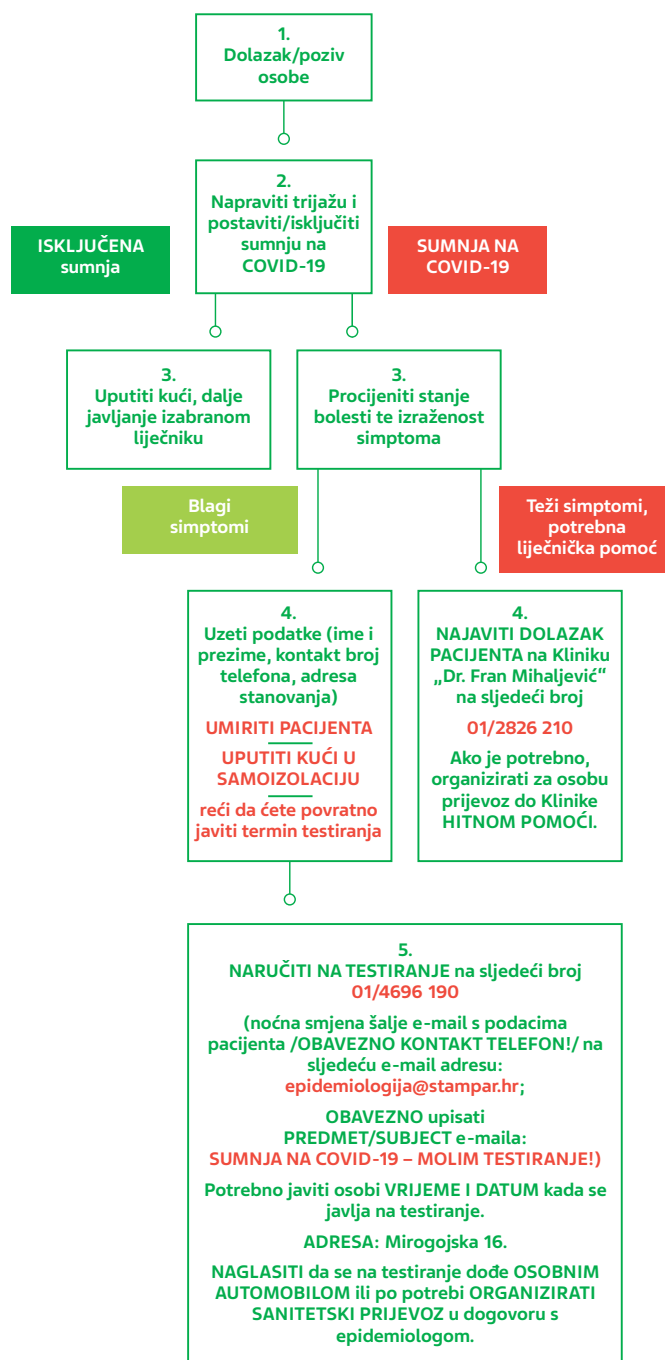 1.
Dolazak/poziv
osobe
2.
Napraviti trijažu i
postaviti/isključiti
sumnju na
COVID-19
ISKLJUČENA
sumnja
SUMNJA NA
COVID-19
3.
Uputiti kući, dalje
javljanje izabranom
liječniku
3.
Procijeniti stanje
bolesti te izraženost
simptoma
Blagi
simptomi
Teži simptomi,
potrebna
liječnička pomoć
4.
Uzeti podatke (ime i
prezime, kontakt broj
telefona, adresa
stanovanja)
UMIRITI PACIJENTA
UPUTITI KUĆI U
SAMOIZOLACIJU
reći da ćete povratno
javiti termin testiranja
4.
NAJAVITI DOLAZAK
PACIJENTA na Kliniku
„Dr. Fran Mihaljević“
na sljedeći broj
01/2826 210
Ako je potrebno,
organizirati za osobu
prijevoz do Klinike
HITNOM POMOĆI.
5.
NARUČITI NA TESTIRANJE na sljedeći broj
01/4696 190
(noćna smjena šalje e-mail s podacima
pacijenta /OBAVEZNO KONTAKT TELEFON!/ na
sljedeću e-mail adresu:
epidemiologija@stampar.hr;
OBAVEZNO upisati
PREDMET/SUBJECT e-maila:
SUMNJA NA COVID-19 – MOLIM TESTIRANJE!)
Potrebno javiti osobi VRIJEME I DATUM kada se
javlja na testiranje.
ADRESA: Mirogojska 16.
NAGLASITI da se na testiranje dođe OSOBNIM
AUTOMOBILOM ili po potrebi ORGANIZIRATI
SANITETSKI PRIJEVOZ u dogovoru s
epidemiologom.